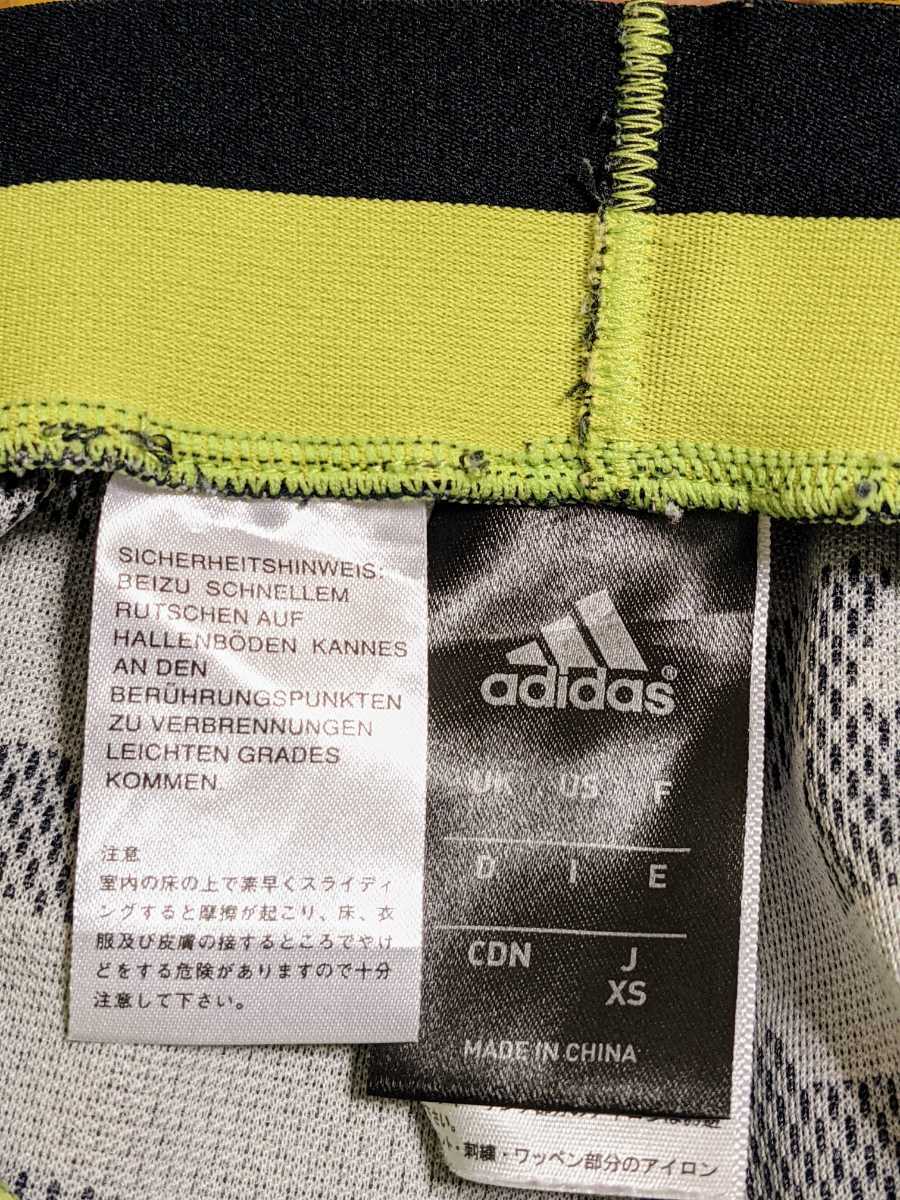 SICHERHEITSHINWEIS:
BEIZU SCHNELLEM
RUTSCHEN AUF
HALLENBÖDEN KANNES
AN DEN
BERÜHRUNGSPUNKTEN
ZU VERBRENNUNGEN
LEICHTEN GRADES
KOMMEN.
注意
室内の床の上で素早くスライディ
ングすると摩擦が起こり、床、衣
服及び皮膚の接するところでやけ
どをする危険がありますので十分
注意して下さい。
adidas®
UK US F
D I E
CDN J
XS
MADE IN CHINA
・刺繍・ワッペン部分のアイロン